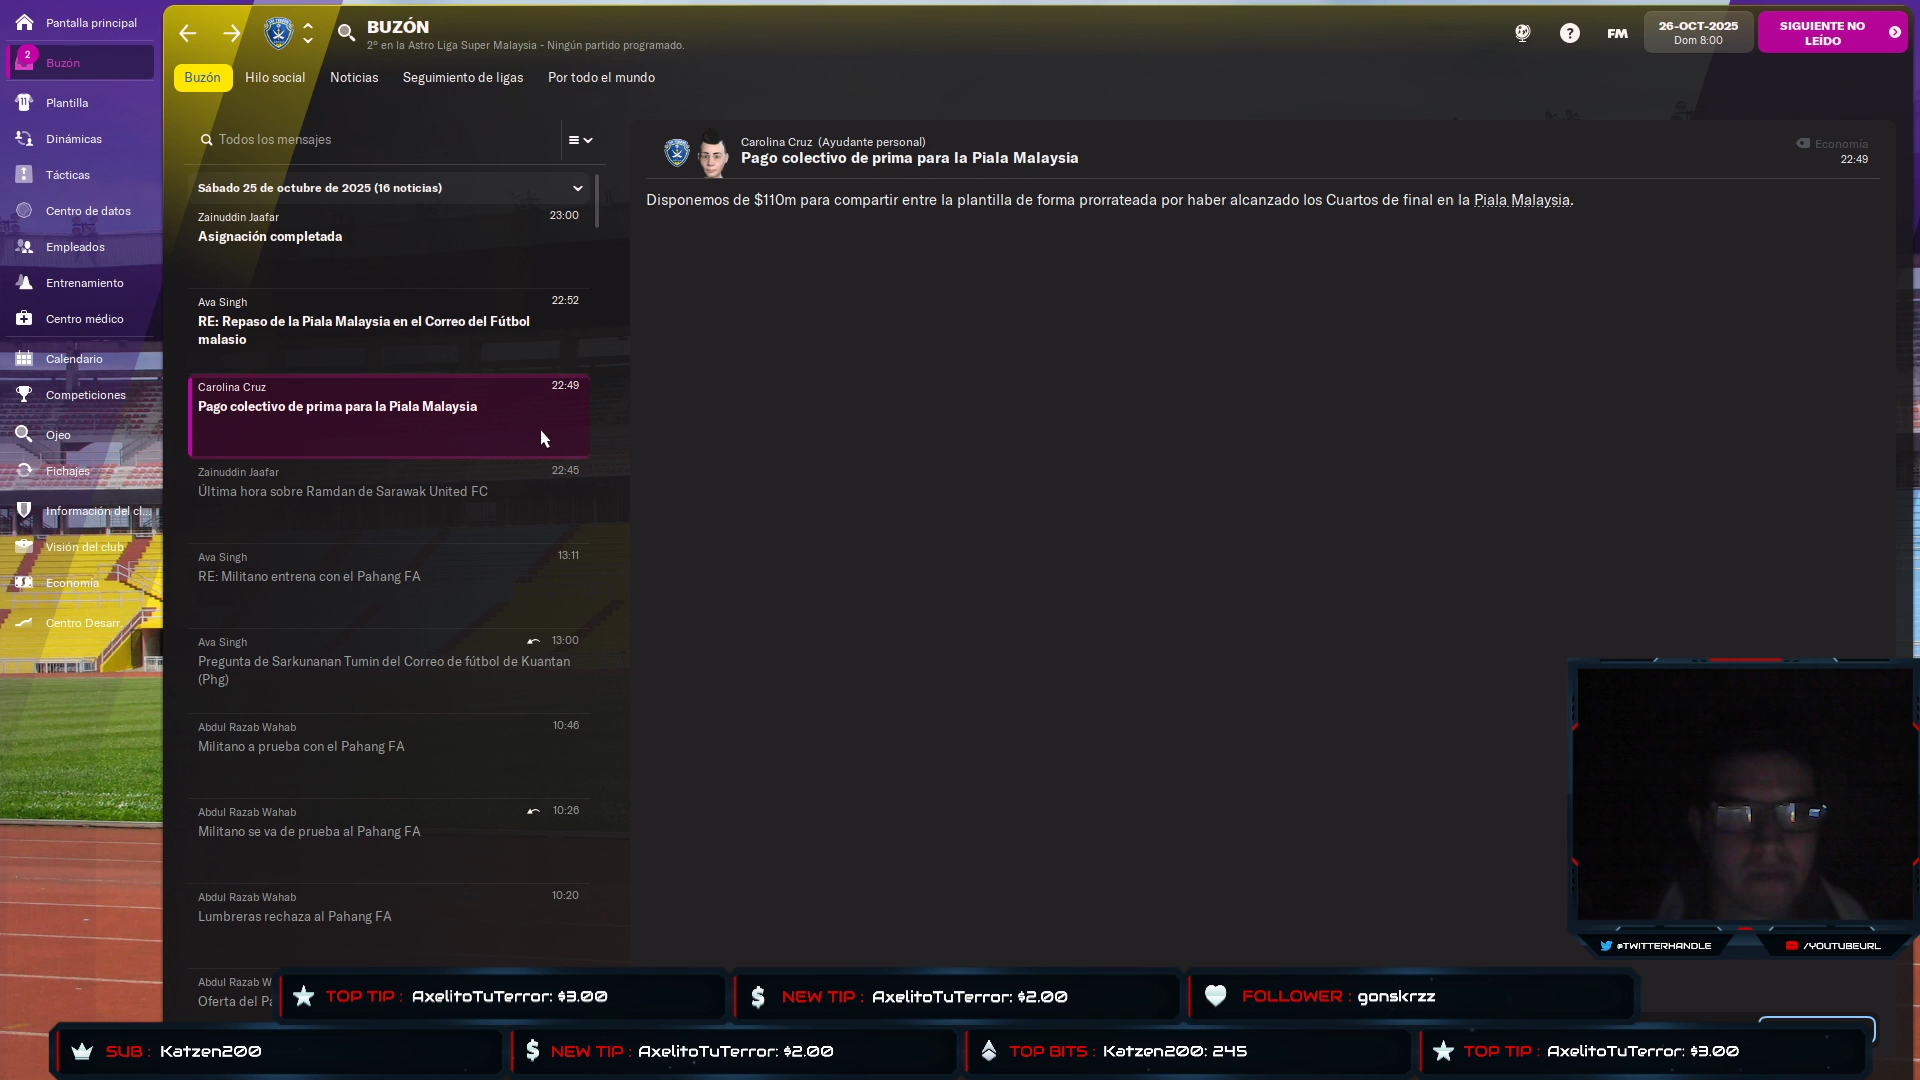 Pantalla principal
2
Buzón
Plantilla
Dinámicas
Tácticas
Centro de datos
Empleados
Entrenamiento
Centro médico
Calendario
Competiciones
Ojeo
Fichajes
Información del cl...
Visión del club
Economía
Centro Desarr.
BUZÓN
2º en la Astro Liga Super Malaysia - Ningún partido programado.
FM
26-OCT-2025
Dom 8:00
SIGUIENTE NO
LEÍDO
Buzón Hilo social Noticias Seguimiento de ligas Por todo el mundo
Todos los mensajes
Sábado 25 de octubre de 2025 (16 noticias)
Zainuddin Jaafar 23:00
Asignación completada
Ava Singh 22:52
RE: Repaso de la Piala Malaysia en el Correo del Fútbol
malasio
Carolina Cruz 22:49
Pago colectivo de prima para la Piala Malaysia
Zainuddin Jaafar 22:45
Última hora sobre Ramdan de Sarawak United FC
Ava Singh 13:11
RE: Militano entrena con el Pahang FA
Ava Singh 13:00
Pregunta de Sarkunanan Tumin del Correo de fútbol de Kuantan
(Phg)
Abdul Razab Wahab 10:46
Militano a prueba con el Pahang FA
Abdul Razab Wahab 10:26
Militano se va de prueba al Pahang FA
Abdul Razab Wahab 10:20
Lumbreras rechaza al Pahang FA
Abdul Razab W
Oferta del Pa
Carolina Cruz (Ayudante personal)
Pago colectivo de prima para la Piala Malaysia
Economía
22:49
Disponemos de $110m para compartir entre la plantilla de forma prorrateada por haber alcanzado los Cuartos de final en la Piala Malaysia.
@TWITTERHANDLE
/YOUTUBEURL
TOP TIP : AxelitoTuTerror: $3.00
NEW TIP : AxelitoTuTerror: $2.00
FOLLOWER : gonskrzz
SUB : Katzen200
NEW TIP : AxelitoTuTerror: $2.00
TOP BITS : Katzen200: 245
TOP TIP : AxelitoTuTerror: $3.00